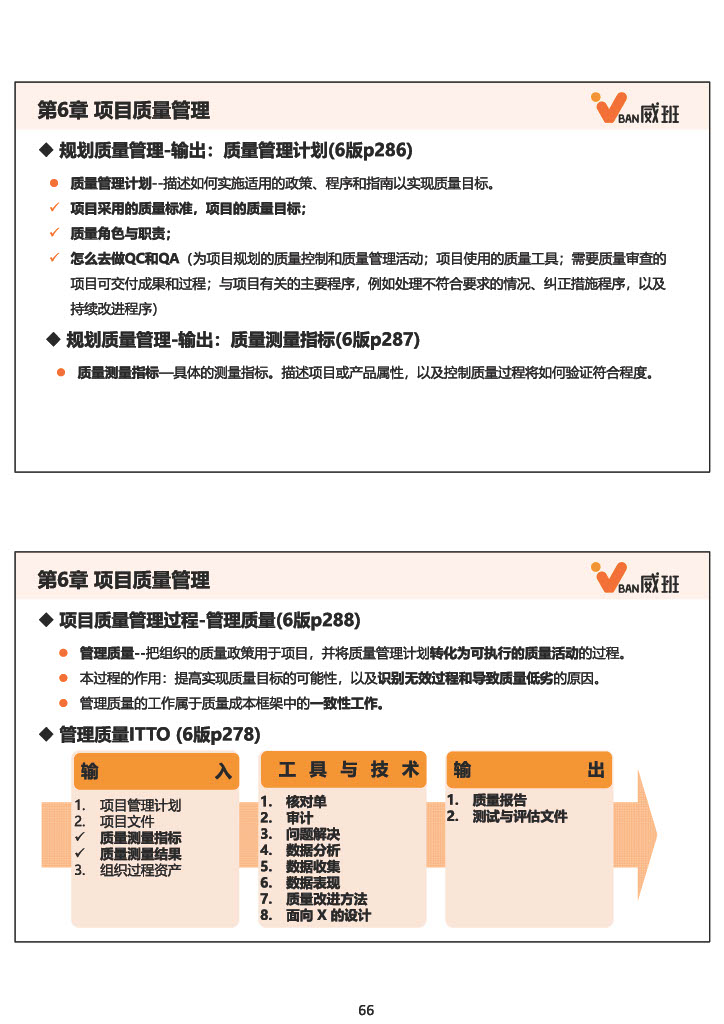 第6章 项目质量管理
BAN威班
◆ 规划质量管理-输出：质量管理计划(6版p286)
● 质量管理计划--描述如何实施适用的政策、程序和指南以实现质量目标。
✓ 项目采用的质量标准，项目的质量目标；
✓ 质量角色与职责；
✓ 怎么去做QC和QA（为项目规划的质量控制和质量管理活动；项目使用的质量工具；需要质量审查的
项目可交付成果和过程；与项目有关的主要程序，例如处理不符合要求的情况、纠正措施程序，以及
持续改进程序）
◆ 规划质量管理-输出：质量测量指标(6版p287)
● 质量测量指标—具体的测量指标。描述项目或产品属性，以及控制质量过程将如何验证符合程度。
第6章 项目质量管理
BAN威班
◆ 项目质量管理过程-管理质量(6版p288)
● 管理质量--把组织的质量政策用于项目，并将质量管理计划转化为可执行的质量活动的过程。
● 本过程的作用：提高实现质量目标的可能性，以及识别无效过程和导致质量低劣的原因。
● 管理质量的工作属于质量成本框架中的一致性工作。
◆ 管理质量ITTO (6版p278)
输 入
1. 项目管理计划
2. 项目文件
✓ 质量测量指标
✓ 质量测量结果
3. 组织过程资产
工 具 与 技 术
1. 核对单
2. 审计
3. 问题解决
4. 数据分析
5. 数据收集
6. 数据表现
7. 质量改进方法
8. 面向 X 的设计
输 出
1. 质量报告
2. 测试与评估文件
66